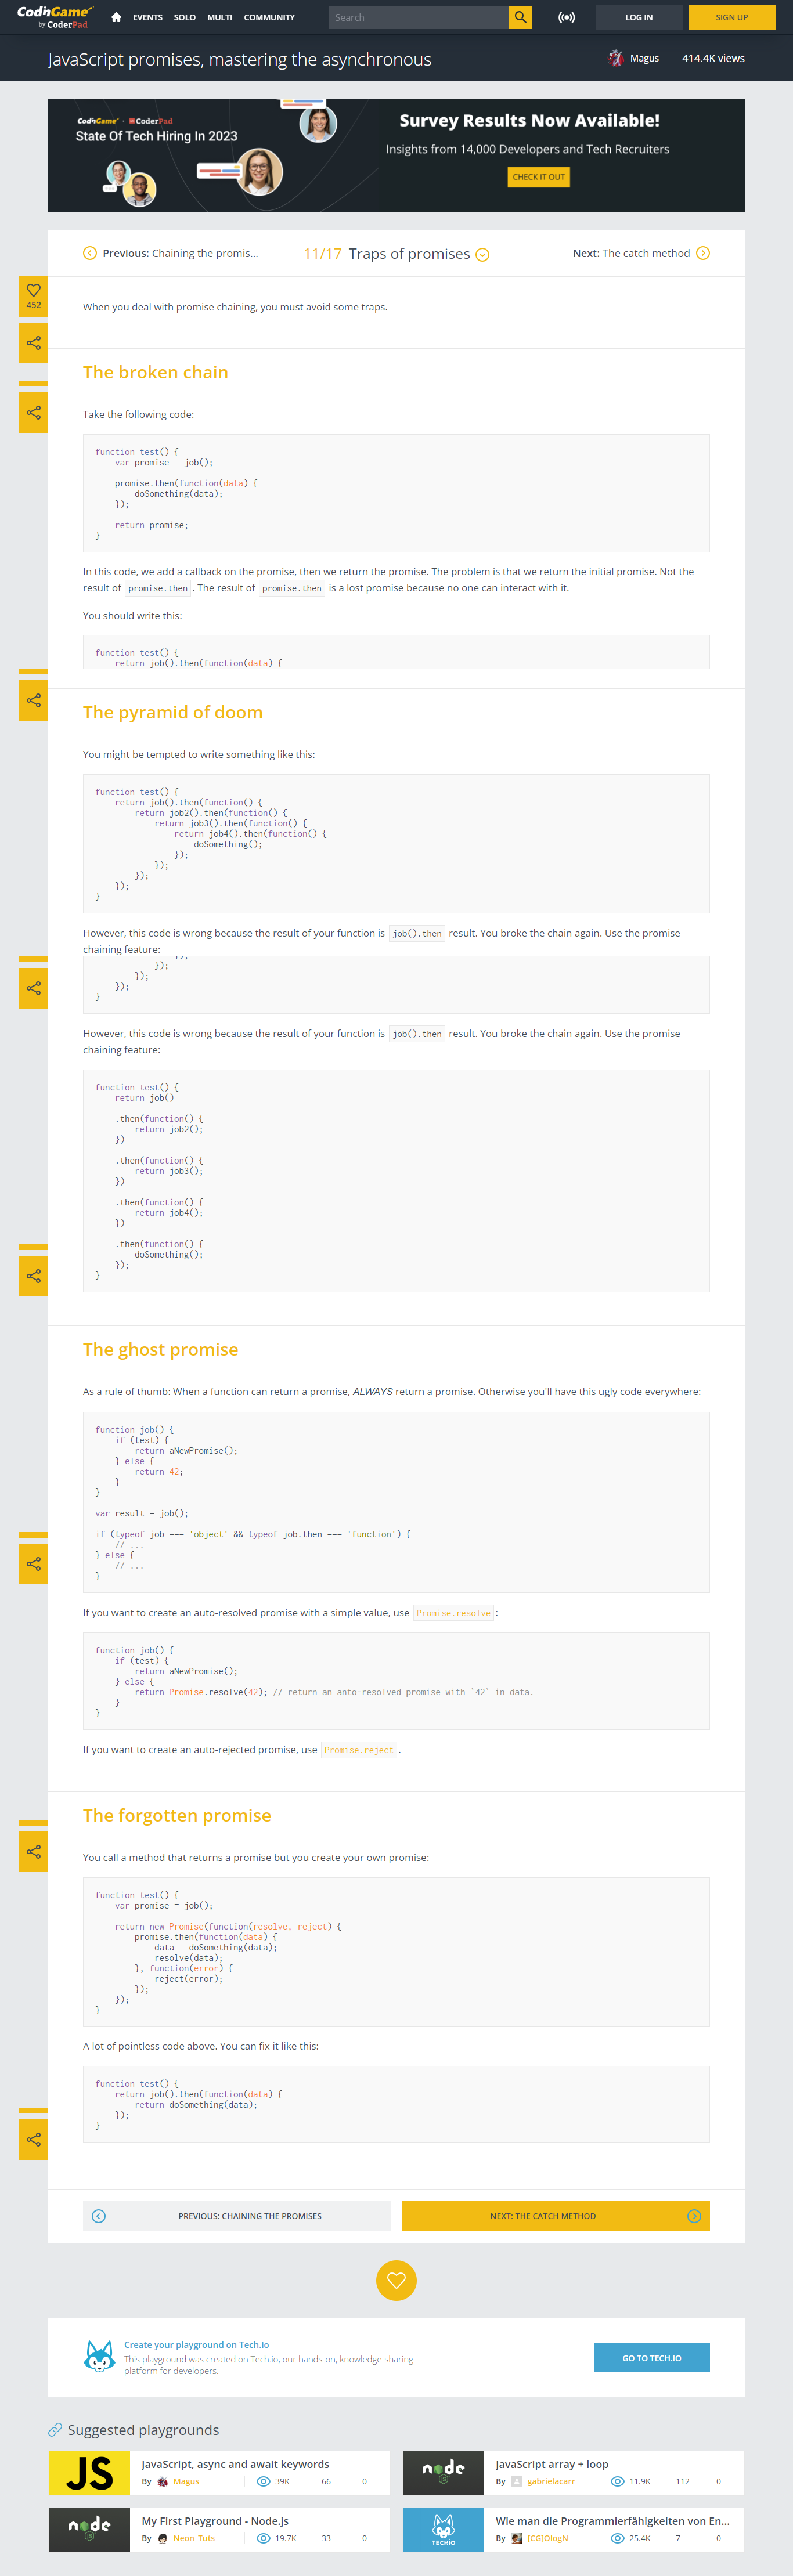 CodinGame
by CoderPad
EVENTS SOLO MULTI COMMUNITY
Search
LOG IN
SIGN UP
JavaScript promises, mastering the asynchronous
Magus 414.4K views
CodinGame · CoderPad
State Of Tech Hiring In 2023
Survey Results Now Available!
Insights from 14,000 Developers and Tech Recruiters
CHECK IT OUT
Previous: Chaining the promis...
11/17 Traps of promises
Next: The catch method
452
When you deal with promise chaining, you must avoid some traps.
The broken chain
Take the following code:
function test() {
    var promise = job();
    promise.then(function(data) {
        doSomething(data);
    });
    return promise;
}
In this code, we add a callback on the promise, then we return the promise. The problem is that we return the initial promise. Not the
result of promise.then. The result of promise.then is a lost promise because no one can interact with it.
You should write this:
function test() {
    return job().then(function(data) {
The pyramid of doom
You might be tempted to write something like this:
function test() {
    return job().then(function() {
        return job2().then(function() {
            return job3().then(function() {
                return job4().then(function() {
                    doSomething();
                });
            });
        });
    });
}
However, this code is wrong because the result of your function is job().then result. You broke the chain again. Use the promise
chaining feature:
            });
        });
    });
}
However, this code is wrong because the result of your function is job().then result. You broke the chain again. Use the promise
chaining feature:
function test() {
    return job()
    .then(function() {
        return job2();
    })
    .then(function() {
        return job3();
    })
    .then(function() {
        return job4();
    })
    .then(function() {
        doSomething();
    });
}
The ghost promise
As a rule of thumb: When a function can return a promise, ALWAYS return a promise. Otherwise you'll have this ugly code everywhere:
function job() {
    if (test) {
        return aNewPromise();
    } else {
        return 42;
    }
}
var result = job();
if (typeof job === 'object' && typeof job.then === 'function') {
    // ...
} else {
    // ...
}
If you want to create an auto-resolved promise with a simple value, use Promise.resolve:
function job() {
    if (test) {
        return aNewPromise();
    } else {
        return Promise.resolve(42); // return an anto-resolved promise with `42` in data.
    }
}
If you want to create an auto-rejected promise, use Promise.reject.
The forgotten promise
You call a method that returns a promise but you create your own promise:
function test() {
    var promise = job();
    return new Promise(function(resolve, reject) {
        promise.then(function(data) {
            data = doSomething(data);
            resolve(data);
        }, function(error) {
            reject(error);
        });
    });
}
A lot of pointless code above. You can fix it like this:
function test() {
    return job().then(function(data) {
        return doSomething(data);
    });
}
PREVIOUS: CHAINING THE PROMISES
NEXT: THE CATCH METHOD
Create your playground on Tech.io
This playground was created on Tech.io, our hands-on, knowledge-sharing
platform for developers.
GO TO TECH.IO
Suggested playgrounds
JS
JavaScript, async and await keywords
By Magus 39K 66 0
node
JS
JavaScript array + loop
By gabrielacarr 11.9K 112 0
node
JS
My First Playground - Node.js
By Neon_Tuts 19.7K 33 0
TECHIO
Wie man die Programmierfähigkeiten von En...
By [CG]OlogN 25.4K 7 0